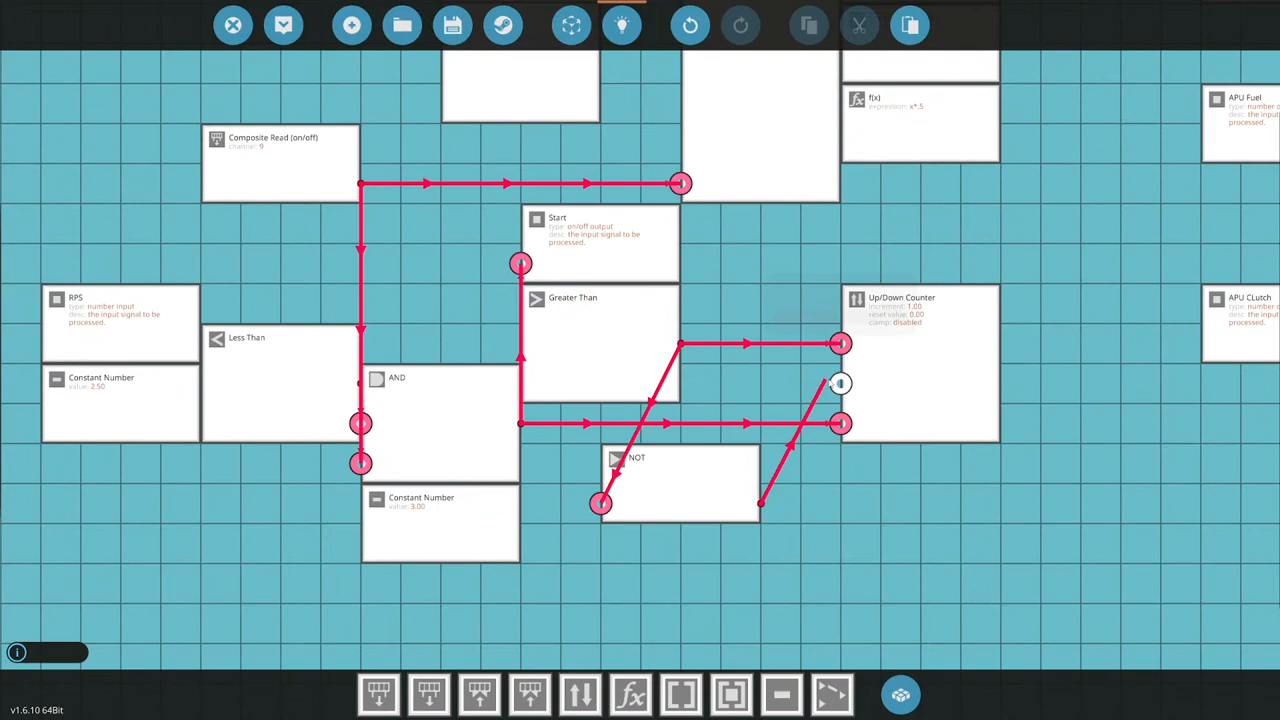 f(x)
expression: x*.5
APU Fuel
type: number o
desc: the input
processed.
Composite Read (on/off)
channel: 9
Start
type: on/off output
desc: the input signal to be
processed.
RPS
type: number input
desc: the input signal to be
processed.
Greater Than
Up/Down Counter
increment: 1.00
reset value: 0.00
clamp: disabled
APU CLutch
type: number o
desc: the input
processed.
Less Than
Constant Number
value: 2.50
AND
NOT
Constant Number
value: 3.00
v1.6.10 64Bit